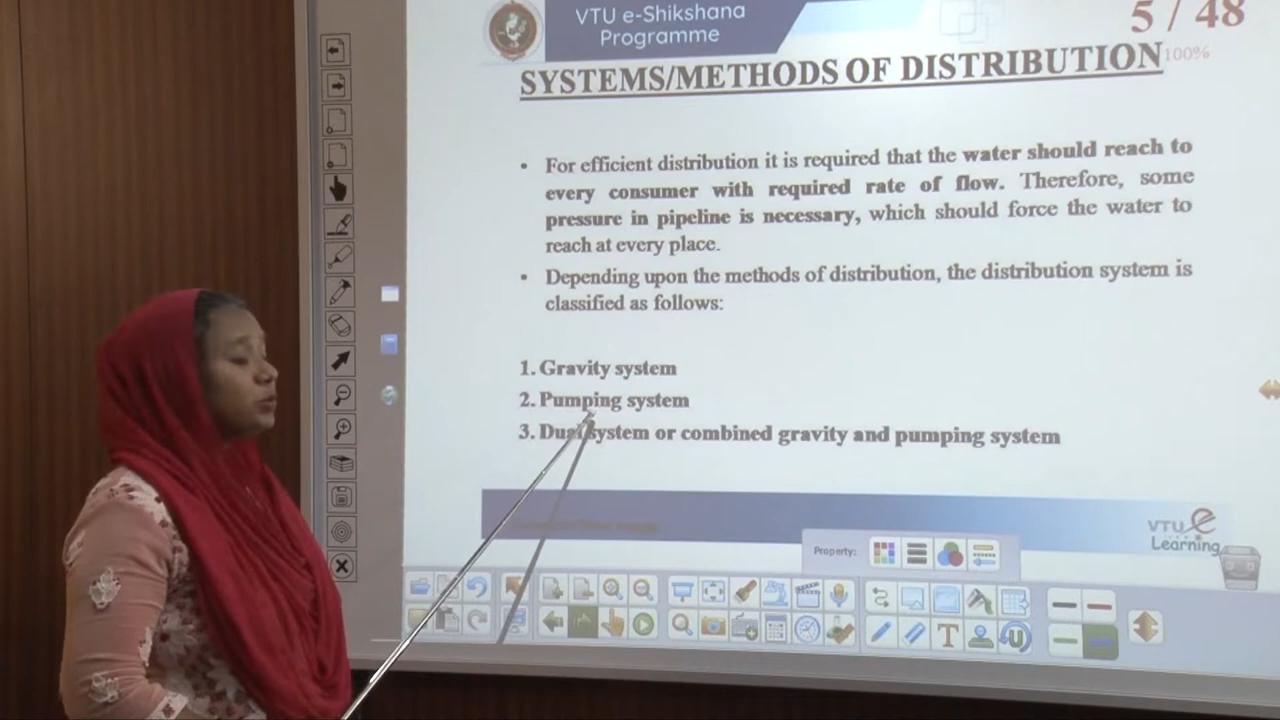 VTU e-Shikshana
Programme
5 / 48
100%
SYSTEMS/METHODS OF DISTRIBUTION
• For efficient distribution it is required that the water should reach to
every consumer with required rate of flow. Therefore, some
pressure in pipeline is necessary, which should force the water to
reach at every place.
• Depending upon the methods of distribution, the distribution system is
classified as follows:
1. Gravity system
2. Pumping system
3. Dual system or combined gravity and pumping system
VTU e
Learning
Property:
T